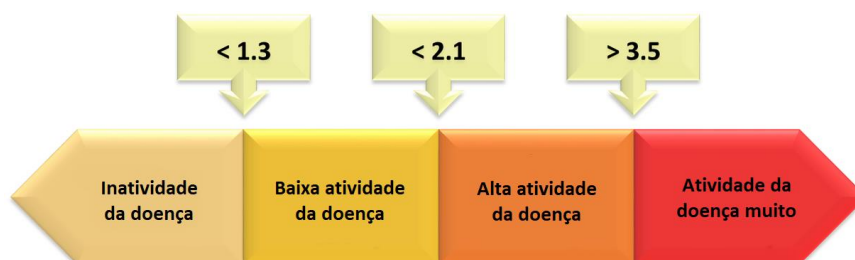 < 1.3
< 2.1
> 3.5
Inatividade
da doença
Baixa atividade
da doença
Alta atividade
da doença
Atividade da
doença muito